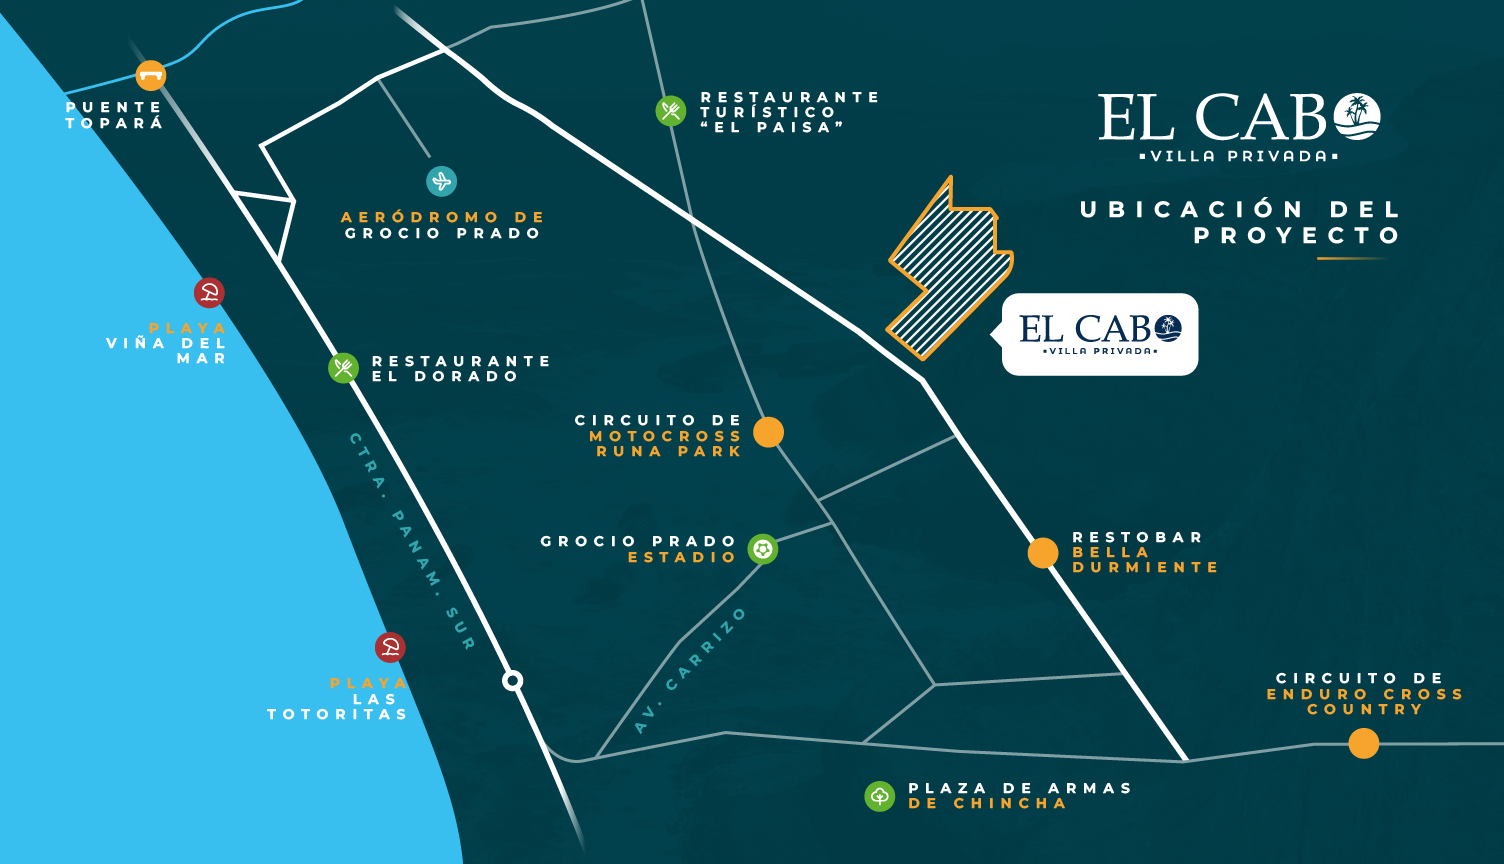 PUENTE
TOPARÁ
RESTAURANTE
TURÍSTICO
“EL PAISA”
EL CABO
VILLA PRIVADA
UBICACIÓN DEL
PROYECTO
AERÓDROMO DE
GROCIO PRADO
PLAYA
VIÑA DEL
MAR
RESTAURANTE
EL DORADO
EL CABO
VILLA PRIVADA
CIRCUITO DE
MOTOCROSS
RUNA PARK
CTRA. PANAM. SUR
GROCIO PRADO
ESTADIO
RESTOBAR
BELLA
DURMIENTE
AV. CARRIZO
PLAYA
LAS
TOTORITAS
CIRCUITO DE
ENDURO CROSS
COUNTRY
PLAZA DE ARMAS
DE CHINCHA